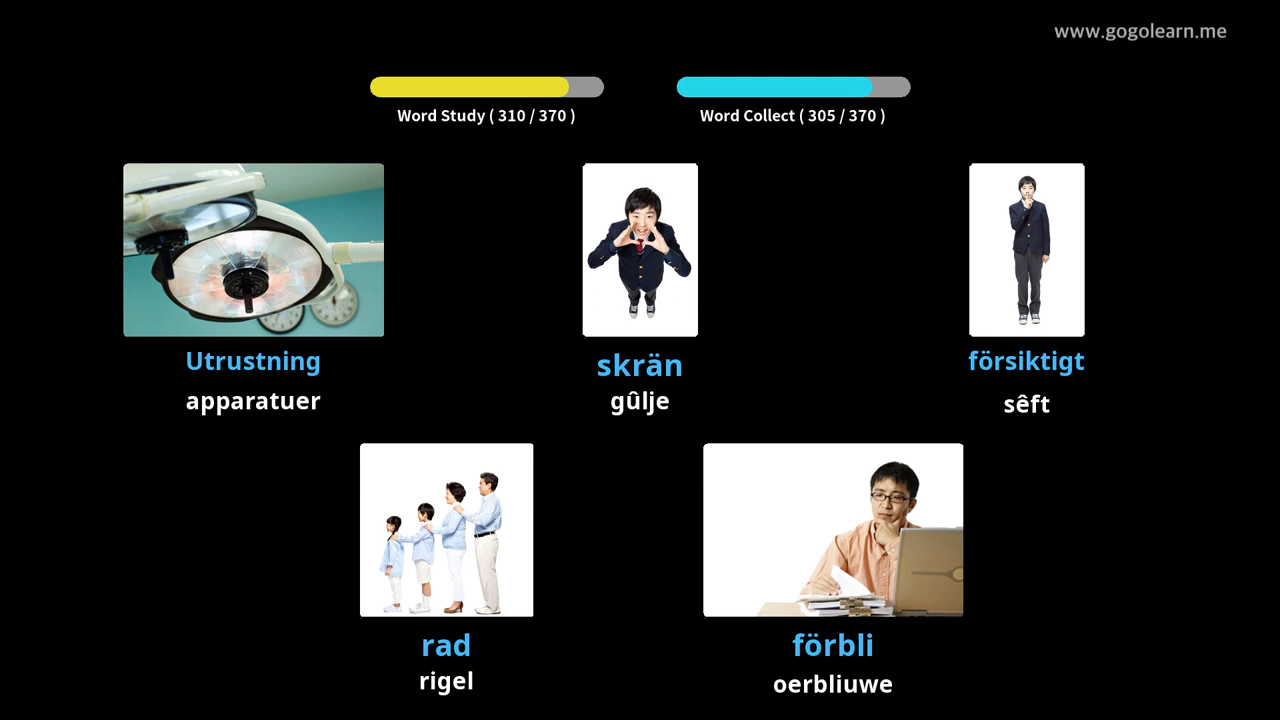 www.gogolearn.me
Word Study ( 310 / 370 )
Word Collect ( 305 / 370 )
Utrustning
apparatuer
skrän
gûlje
försiktigt
sêft
rad
rigel
förbli
oerbliuwe